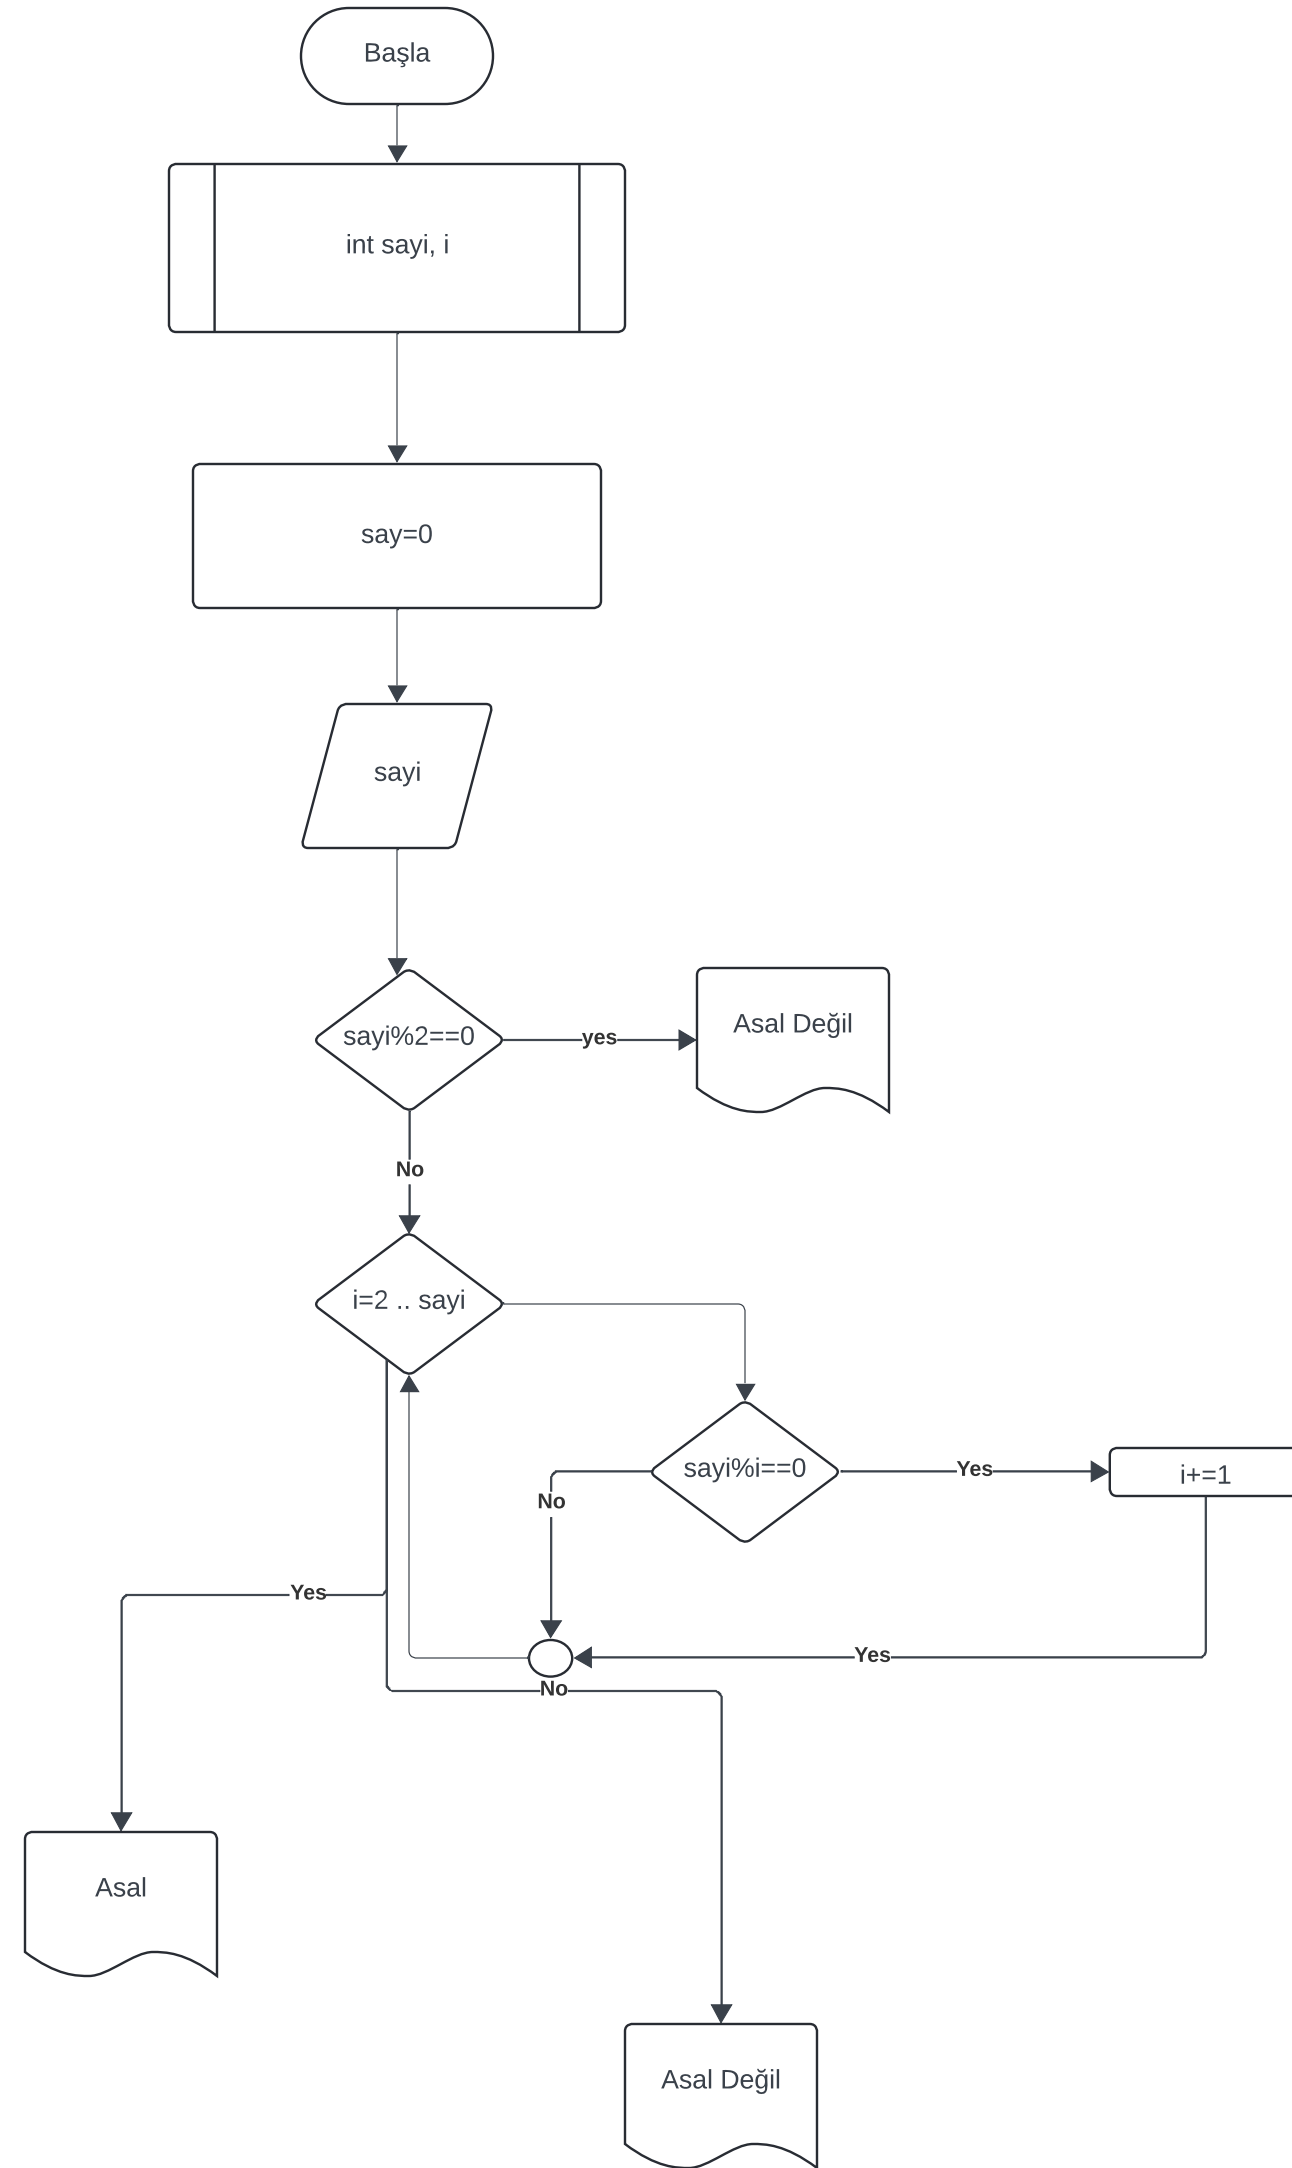 Başla
int sayi, i
say=0
sayi
sayi%2==0
yes
Asal Değil
No
i=2 .. sayi
sayi%i==0
Yes
i+=1
No
Yes
Yes
No
Asal
Asal Değil